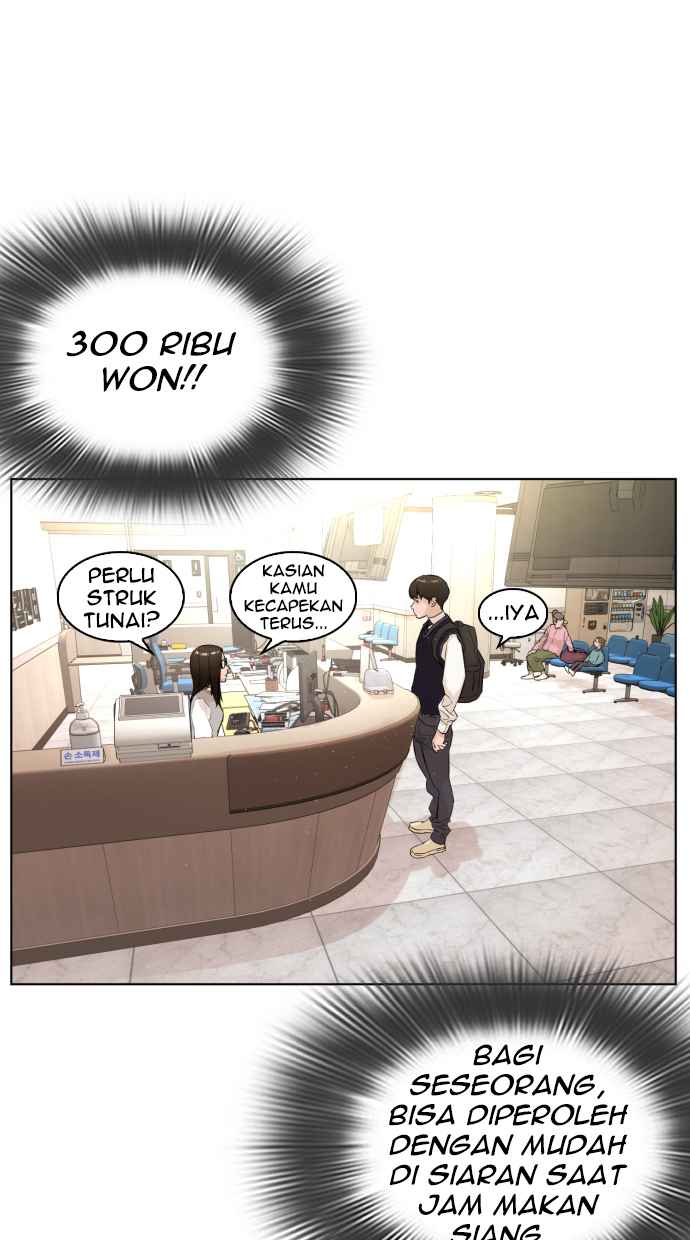 300 RIBU
WON!!
PERLU
STRUK
TUNAI?
KASIAN
KAMU
KECAPEKAN
TERUS...
...IYA
손 소독제
BAGI
SESEORANG,
BISA DIPEROLEH
DENGAN MUDAH
DI SIARAN SAAT
JAM MAKAN
SIANG